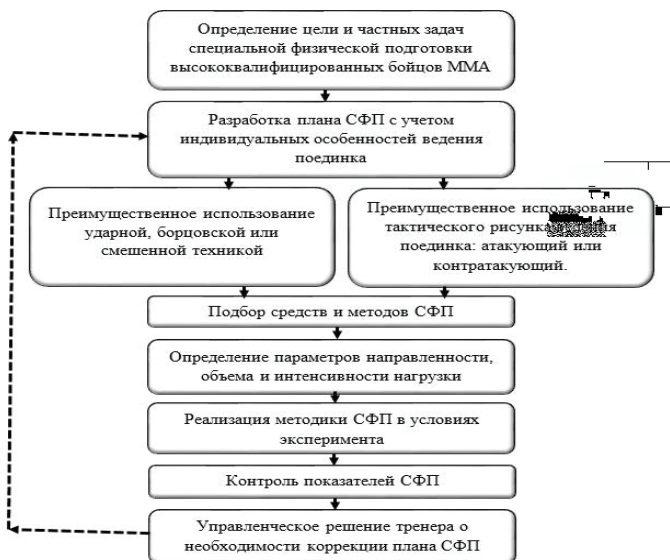 Определение цели и частных задач
специальной физической подготовки
высококвалифицированных бойцов ММА
Разработка плана СФП с учетом
индивидуальных особенностей ведения
поединка
Преимущественное использование
ударной, борцовской или
смешенной техникой
Преимущественное использование
тактического рисунка
поединка: атакующий или
контратакующий.
Подбор средств и методов СФП
Определение параметров направленности,
объема и интенсивности нагрузки
Реализация методики СФП в условиях
эксперимента
Контроль показателей СФП
Управленческое решение тренера о
необходимости коррекции плана СФП